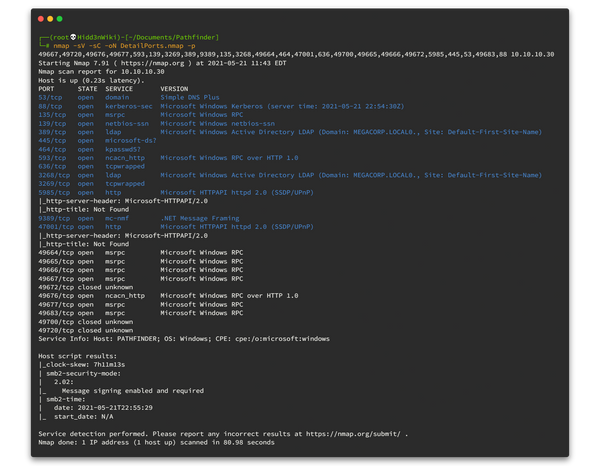 ┌──(root💀Hidd3nWiki)-[~/Documents/Pathfinder]
└─# nmap -sV -sC -oN DetailPorts.nmap -p
49667,49720,49676,49677,593,139,3269,389,9389,135,3268,49664,464,47001,636,49700,49665,49666,49672,5985,445,53,49683,88 10.10.10.30
Starting Nmap 7.91 ( https://nmap.org ) at 2021-05-21 11:43 EDT
Nmap scan report for 10.10.10.30
Host is up (0.23s latency).
PORT STATE SERVICE VERSION
53/tcp open domain Simple DNS Plus
88/tcp open kerberos-sec Microsoft Windows Kerberos (server time: 2021-05-21 22:54:30Z)
135/tcp open msrpc Microsoft Windows RPC
139/tcp open netbios-ssn Microsoft Windows netbios-ssn
389/tcp open ldap Microsoft Windows Active Directory LDAP (Domain: MEGACORP.LOCAL0., Site: Default-First-Site-Name)
445/tcp open microsoft-ds?
464/tcp open kpasswd5?
593/tcp open ncacn_http Microsoft Windows RPC over HTTP 1.0
636/tcp open tcpwrapped
3268/tcp open ldap Microsoft Windows Active Directory LDAP (Domain: MEGACORP.LOCAL0., Site: Default-First-Site-Name)
3269/tcp open tcpwrapped
5985/tcp open http Microsoft HTTPAPI httpd 2.0 (SSDP/UPnP)
|_http-server-header: Microsoft-HTTPAPI/2.0
|_http-title: Not Found
9389/tcp open mc-nmf .NET Message Framing
47001/tcp open http Microsoft HTTPAPI httpd 2.0 (SSDP/UPnP)
|_http-server-header: Microsoft-HTTPAPI/2.0
|_http-title: Not Found
49664/tcp open msrpc Microsoft Windows RPC
49665/tcp open msrpc Microsoft Windows RPC
49666/tcp open msrpc Microsoft Windows RPC
49667/tcp open msrpc Microsoft Windows RPC
49672/tcp closed unknown
49676/tcp open ncacn_http Microsoft Windows RPC over HTTP 1.0
49677/tcp open msrpc Microsoft Windows RPC
49683/tcp open msrpc Microsoft Windows RPC
49700/tcp closed unknown
49720/tcp closed unknown
Service Info: Host: PATHFINDER; OS: Windows; CPE: cpe:/o:microsoft:windows
Host script results:
|_clock-skew: 7h11m13s
| smb2-security-mode:
| 2.02:
|_ Message signing enabled and required
| smb2-time:
| date: 2021-05-21T22:55:29
|_ start_date: N/A
Service detection performed. Please report any incorrect results at https://nmap.org/submit/ .
Nmap done: 1 IP address (1 host up) scanned in 80.98 seconds